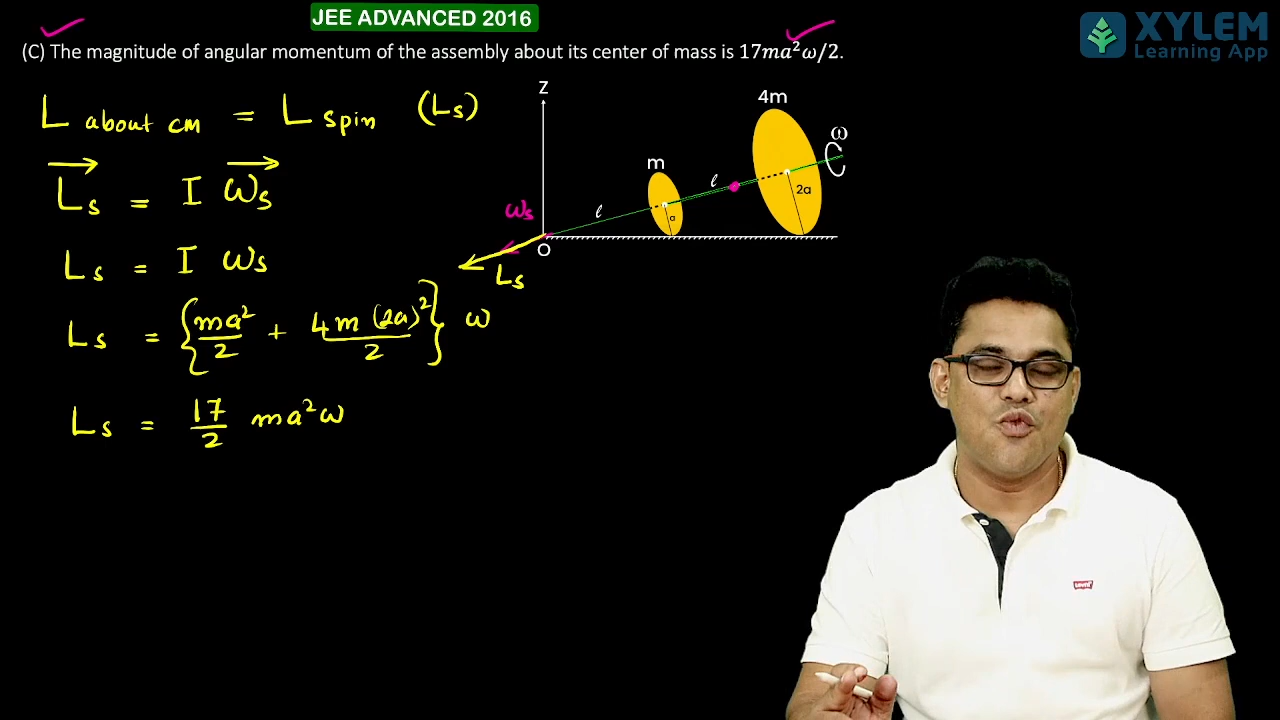 JEE ADVANCED 2016
XYLEM
Learning App
(C) The magnitude of angular momentum of the assembly about its center of mass is 17𝑚𝑎²𝜔/2.
L about cm = L spin (Ls)
Ls = I ωs
Ls = I ωs
Ls = {ma²/2 + 4m (2a)²/2} ω
Ls = 17/2 ma²ω
Z
4m
ω
m
ℓ
2a
ωs
ℓ
a
O
Ls
Levi's